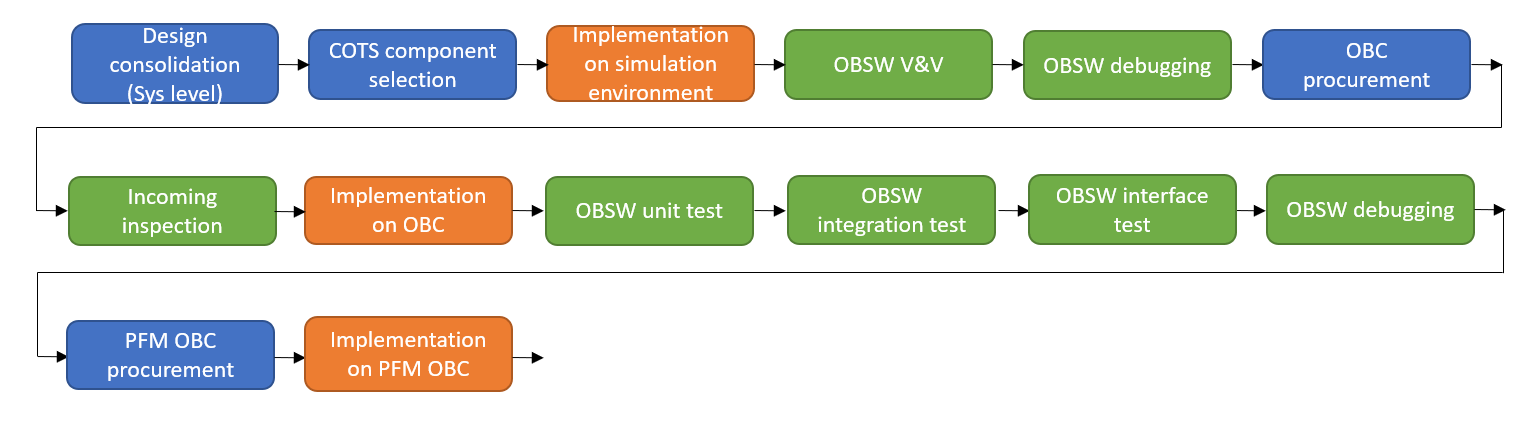 Design
consolidation
(Sys level)
COTS component
selection
Implementation
on simulation
environment
OBSW V&V
OBSW debugging
OBC
procurement
Incoming
inspection
Implementation
on OBC
OBSW unit test
OBSW
integration test
OBSW interface
test
OBSW debugging
PFM OBC
procurement
Implementation
on PFM OBC